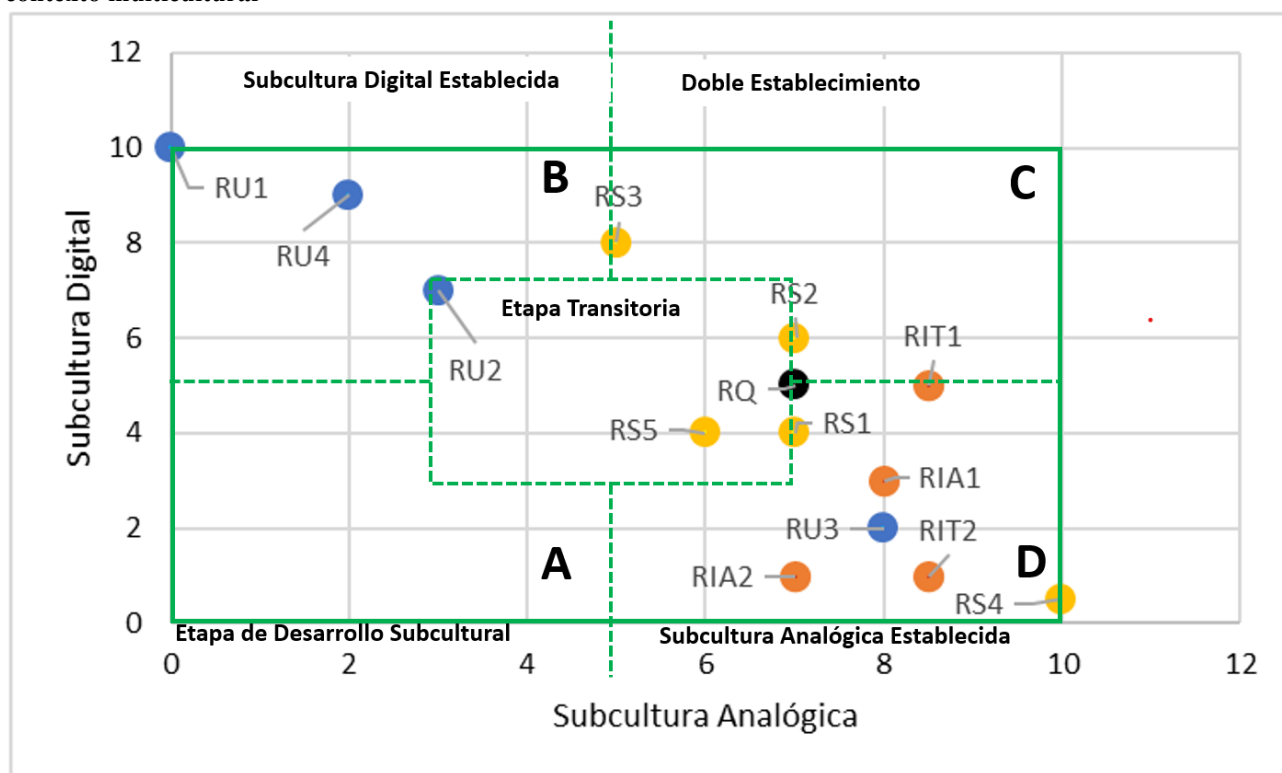 contexto multicultural
12
Subcultura Digital Establecida
Doble Establecimiento
10
B
C
RU1
RS3
RU4
8
Etapa Transitoria
RS2
6
RIT1
RU2
RQ
RS5
RS1
4
RIA1
2
RU3
RIT2
A
RIA2
D
RS4
0
Etapa de Desarrollo Subcultural
Subcultura Analógica Establecida
0 2 4 6 8 10 12
Subcultura Digital
Subcultura Analógica